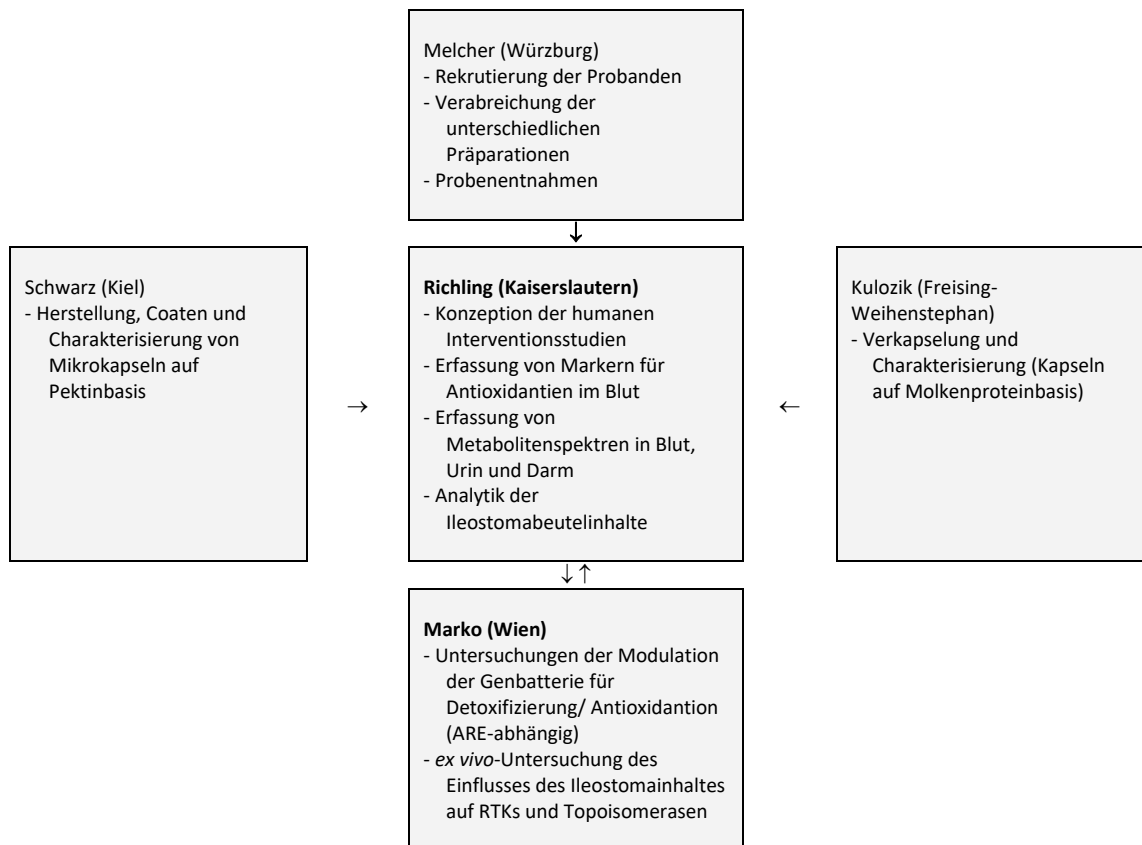 Melcher (Würzburg)
- Rekrutierung der Probanden
- Verabreichung der
unterschiedlichen
Präparationen
- Probenentnahmen
↓
Schwarz (Kiel)
- Herstellung, Coaten und
Charakterisierung von
Mikrokapseln auf
Pektinbasis
→
Richling (Kaiserslautern)
- Konzeption der humanen
Interventionsstudien
- Erfassung von Markern für
Antioxidantien im Blut
- Erfassung von
Metabolitenspektren in Blut,
Urin und Darm
- Analytik der
Ileostomabeutelinhalte
←
Kulozik (Freising-
Weihenstephan)
- Verkapselung und
Charakterisierung (Kapseln
auf Molkenproteinbasis)
↓↑
Marko (Wien)
- Untersuchungen der Modulation
der Genbatterie für
Detoxifizierung/ Antioxidantion
(ARE-abhängig)
- ex vivo-Untersuchung des
Einflusses des Ileostomainhaltes
auf RTKs und Topoisomerasen